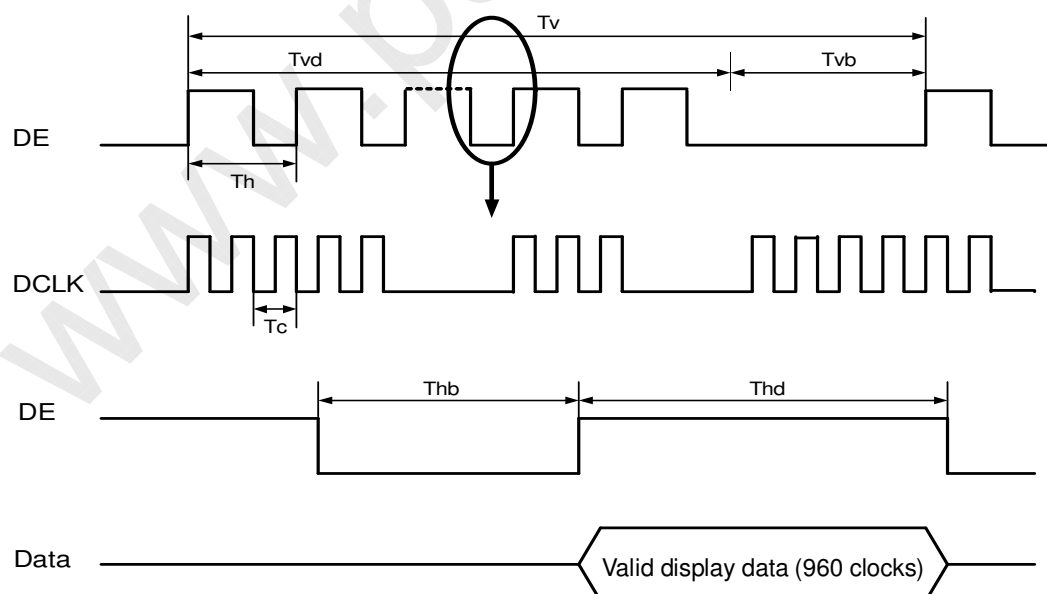 Tv
Tvd Tvb
DE
Th
DCLK
Tc
Thb Thd
DE
Data Valid display data (960 clocks)